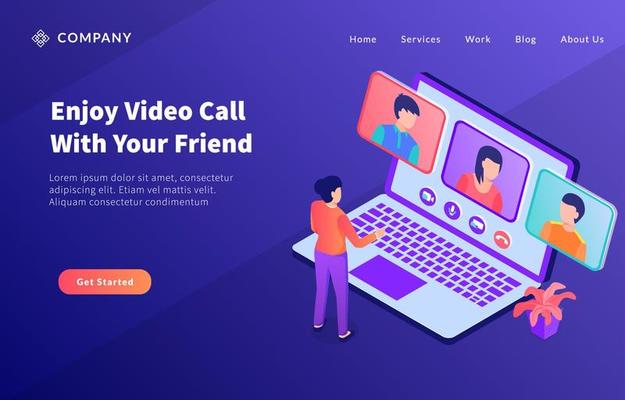 COMPANY
Home Services Work Blog About Us
Enjoy Video Call
With Your Friend
Lorem ipsum dolor sit amet, consectetur
adipiscing elit. Etiam vel mattis velit.
Aliquam consectetur condimentum
Get Started